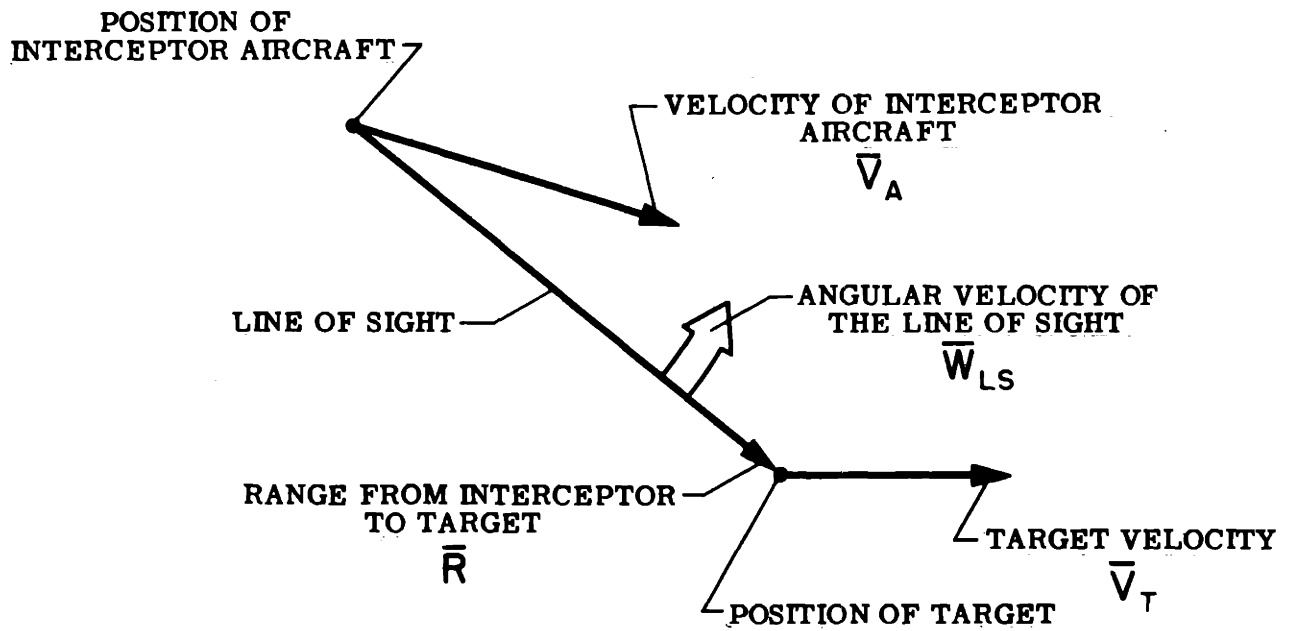 POSITION OF
INTERCEPTOR AIRCRAFT
VELOCITY OF INTERCEPTOR
AIRCRAFT
V̅A
LINE OF SIGHT
ANGULAR VELOCITY OF
THE LINE OF SIGHT
W̅LS
RANGE FROM INTERCEPTOR
TO TARGET
R̅
TARGET VELOCITY
V̅T
POSITION OF TARGET